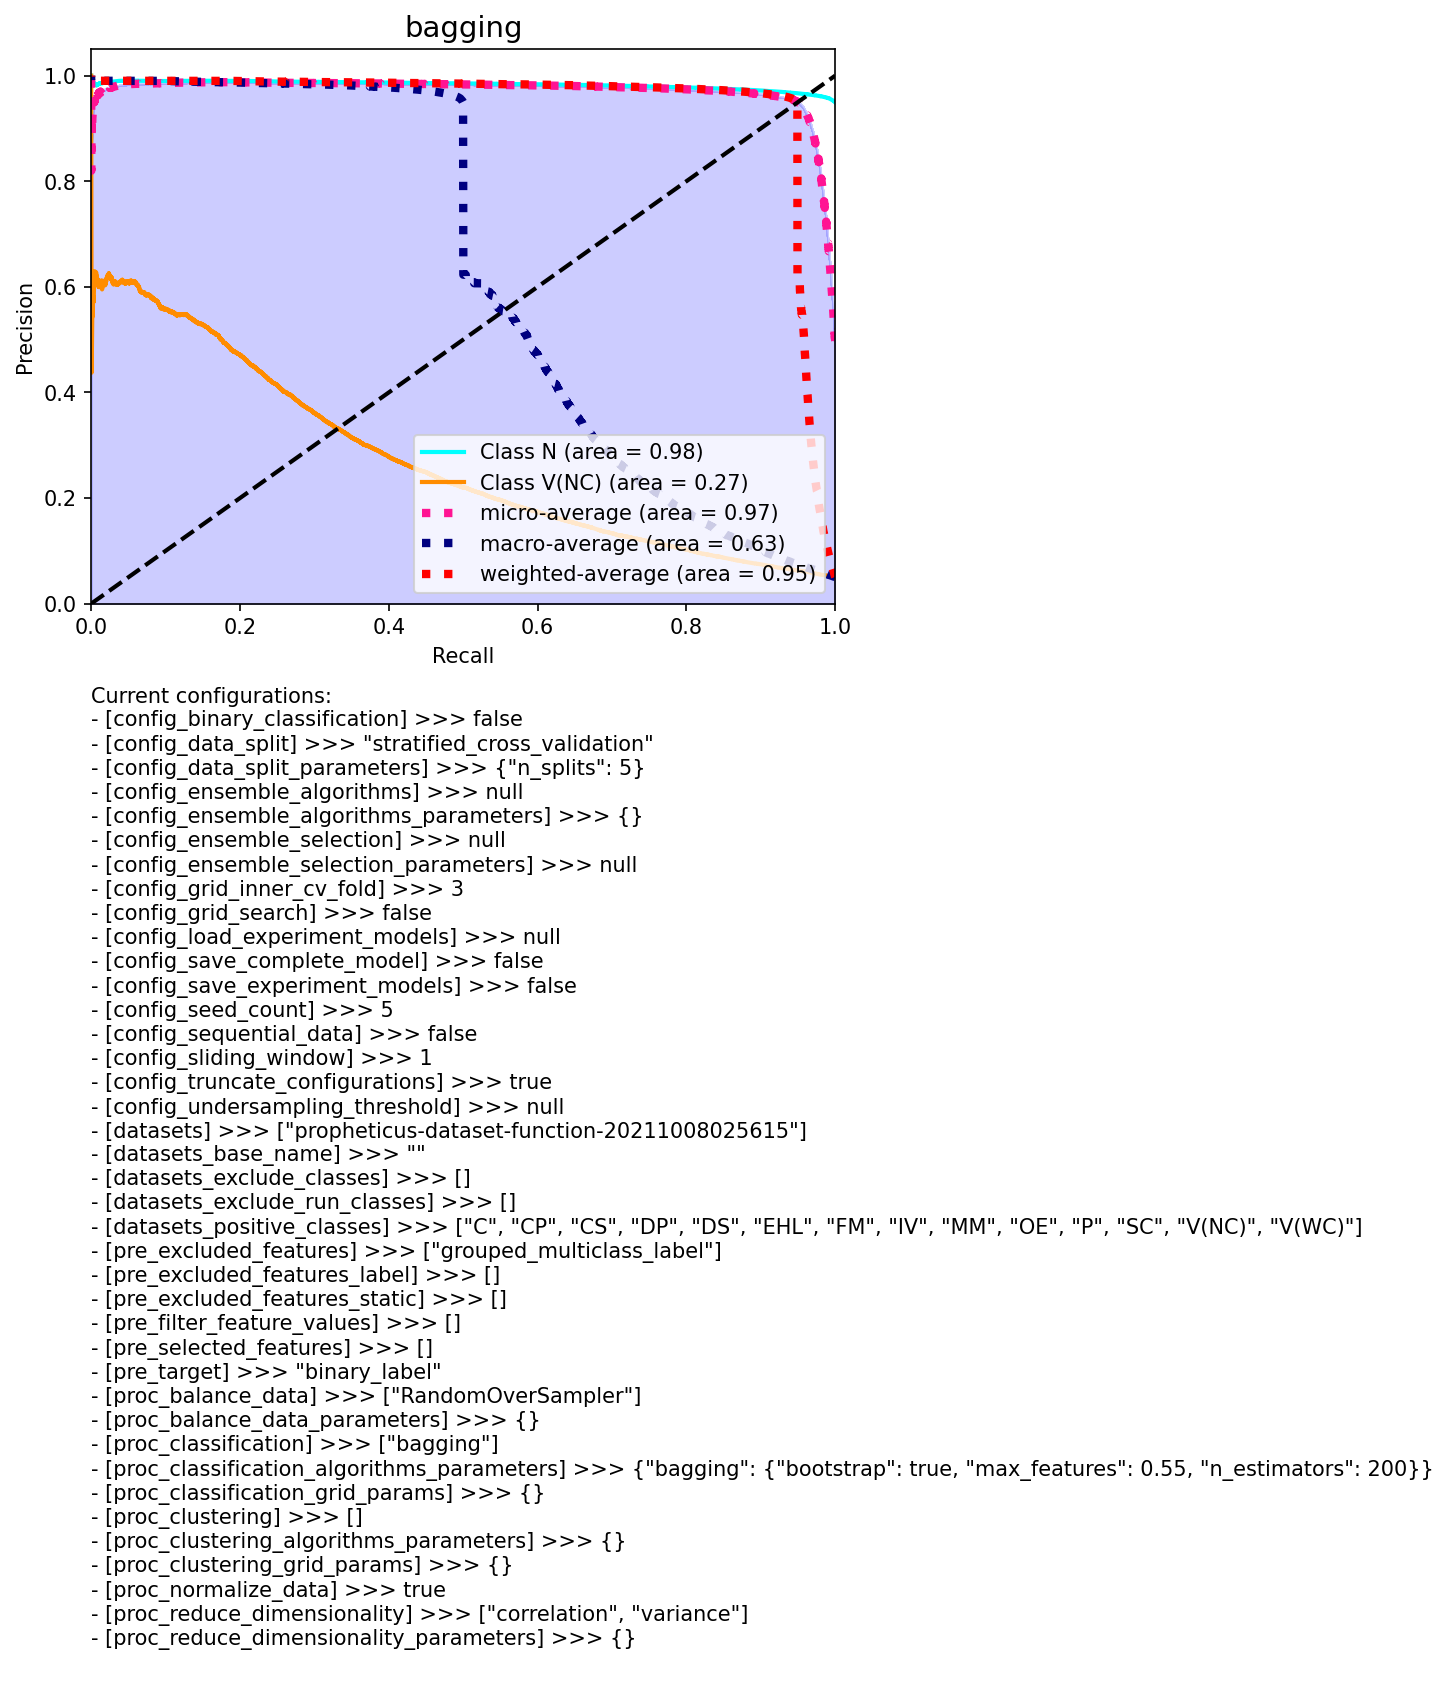 bagging
1.0
0.8
0.6
0.4
0.2
0.0
Precision
Class N (area = 0.98)
Class V(NC) (area = 0.27)
micro-average (area = 0.97)
macro-average (area = 0.63)
weighted-average (area = 0.95)
0.0 0.2 0.4 0.6 0.8 1.0
Recall
Current configurations:
- [config_binary_classification] >>> false
- [config_data_split] >>> "stratified_cross_validation"
- [config_data_split_parameters] >>> {"n_splits": 5}
- [config_ensemble_algorithms] >>> null
- [config_ensemble_algorithms_parameters] >>> {}
- [config_ensemble_selection] >>> null
- [config_ensemble_selection_parameters] >>> null
- [config_grid_inner_cv_fold] >>> 3
- [config_grid_search] >>> false
- [config_load_experiment_models] >>> null
- [config_save_complete_model] >>> false
- [config_save_experiment_models] >>> false
- [config_seed_count] >>> 5
- [config_sequential_data] >>> false
- [config_sliding_window] >>> 1
- [config_truncate_configurations] >>> true
- [config_undersampling_threshold] >>> null
- [datasets] >>> ["propheticus-dataset-function-20211008025615"]
- [datasets_base_name] >>> ""
- [datasets_exclude_classes] >>> []
- [datasets_exclude_run_classes] >>> []
- [datasets_positive_classes] >>> ["C", "CP", "CS", "DP", "DS", "EHL", "FM", "IV", "MM", "OE", "P", "SC", "V(NC)", "V(WC)"]
- [pre_excluded_features] >>> ["grouped_multiclass_label"]
- [pre_excluded_features_label] >>> []
- [pre_excluded_features_static] >>> []
- [pre_filter_feature_values] >>> []
- [pre_selected_features] >>> []
- [pre_target] >>> "binary_label"
- [proc_balance_data] >>> ["RandomOverSampler"]
- [proc_balance_data_parameters] >>> {}
- [proc_classification] >>> ["bagging"]
- [proc_classification_algorithms_parameters] >>> {"bagging": {"bootstrap": true, "max_features": 0.55, "n_estimators": 200}}
- [proc_classification_grid_params] >>> {}
- [proc_clustering] >>> []
- [proc_clustering_algorithms_parameters] >>> {}
- [proc_clustering_grid_params] >>> {}
- [proc_normalize_data] >>> true
- [proc_reduce_dimensionality] >>> ["correlation", "variance"]
- [proc_reduce_dimensionality_parameters] >>> {}